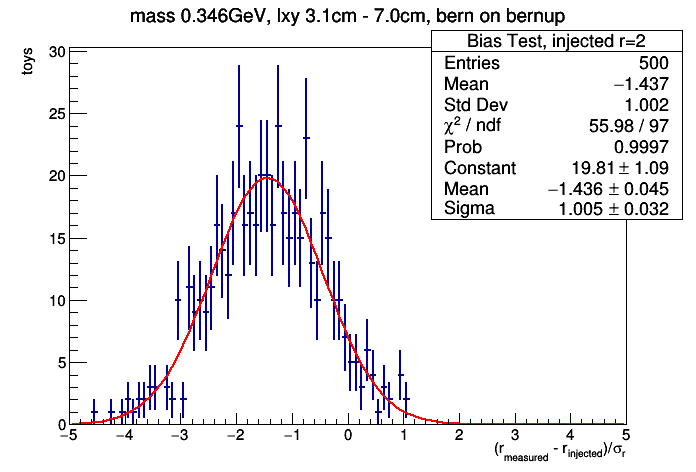 mass 0.346GeV, lxy 3.1cm - 7.0cm, bern on bernup
toys
Bias Test, injected r=2
Entries 500
Mean −1.437
Std Dev 1.002
χ² / ndf 55.98 / 97
Prob 0.9997
Constant 19.81 ± 1.09
Mean −1.436 ± 0.045
Sigma 1.005 ± 0.032
30
25
20
15
10
5
0
−5 −4 −3 −2 −1 0 1 2 3 4 5
(r_measured - r_injected)/σ_r